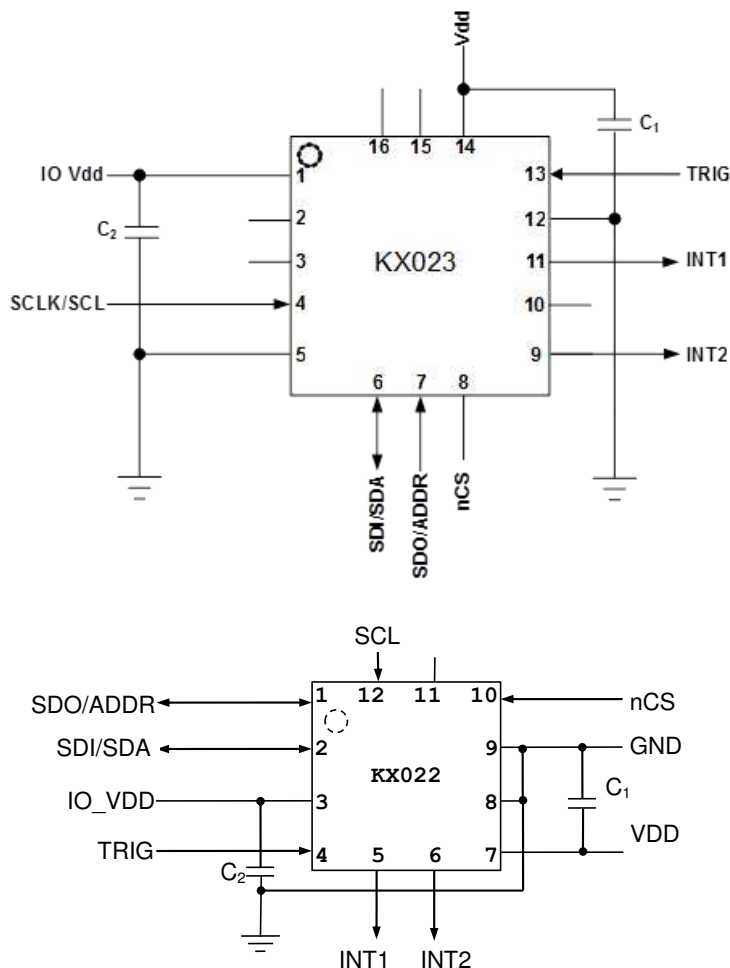 Vdd
C₁
16 15 14
IO Vdd
1
13
TRIG
2
12
C₂
3
KX023
11
INT1
SCLK/SCL
4
10
5
9
INT2
6 7 8
SDI/SDA
SDO/ADDR
nCS
SCL
SDO/ADDR
1 12 11 10
nCS
SDI/SDA
2
9
GND
KX022
IO_VDD
3
8
C₁
TRIG
4 5 6 7
VDD
C₂
INT1 INT2